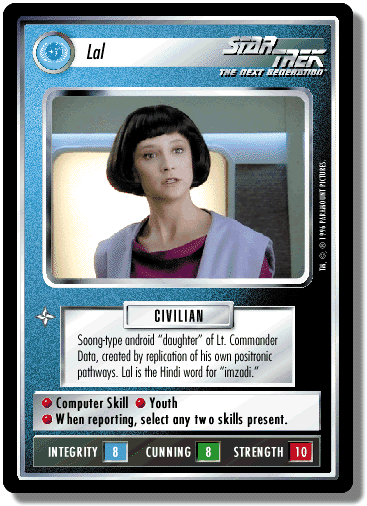 Lal
STAR TREK
THE NEXT GENERATION
TM, ©, ® 1996 PARAMOUNT PICTURES.
CIVILIAN
Soong-type android “daughter” of Lt. Commander
Data, created by replication of his own positronic
pathways. Lal is the Hindi word for “imzadi.”
Computer Skill Youth
When reporting, select any two skills present.
INTEGRITY 8 CUNNING 8 STRENGTH 10